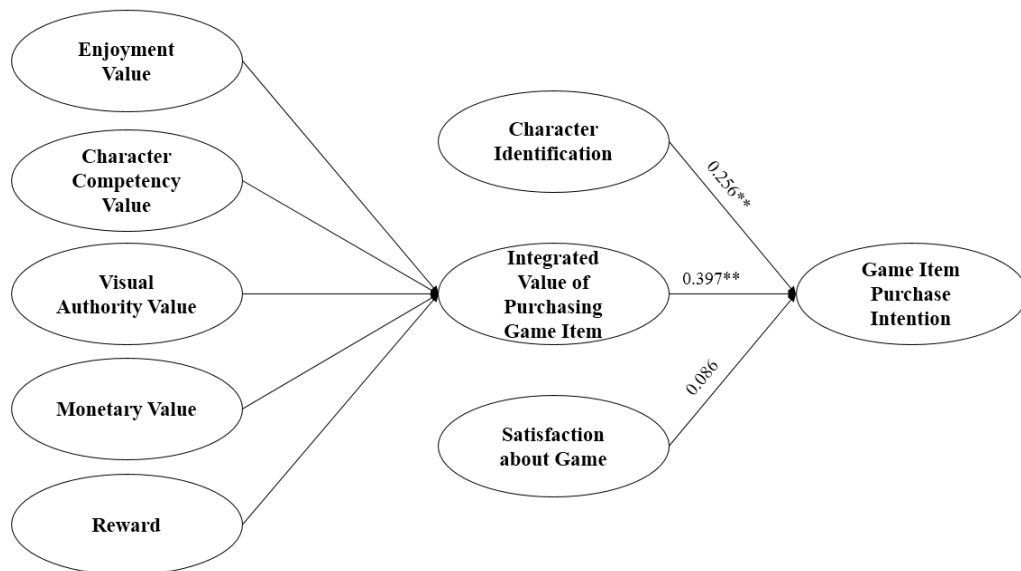 Enjoyment
Value
Character
Competency
Value
Visual
Authority Value
Monetary Value
Reward
Character
Identification
Integrated
Value of
Purchasing
Game Item
Satisfaction
about Game
0.256**
0.397**
0.086
Game Item
Purchase
Intention